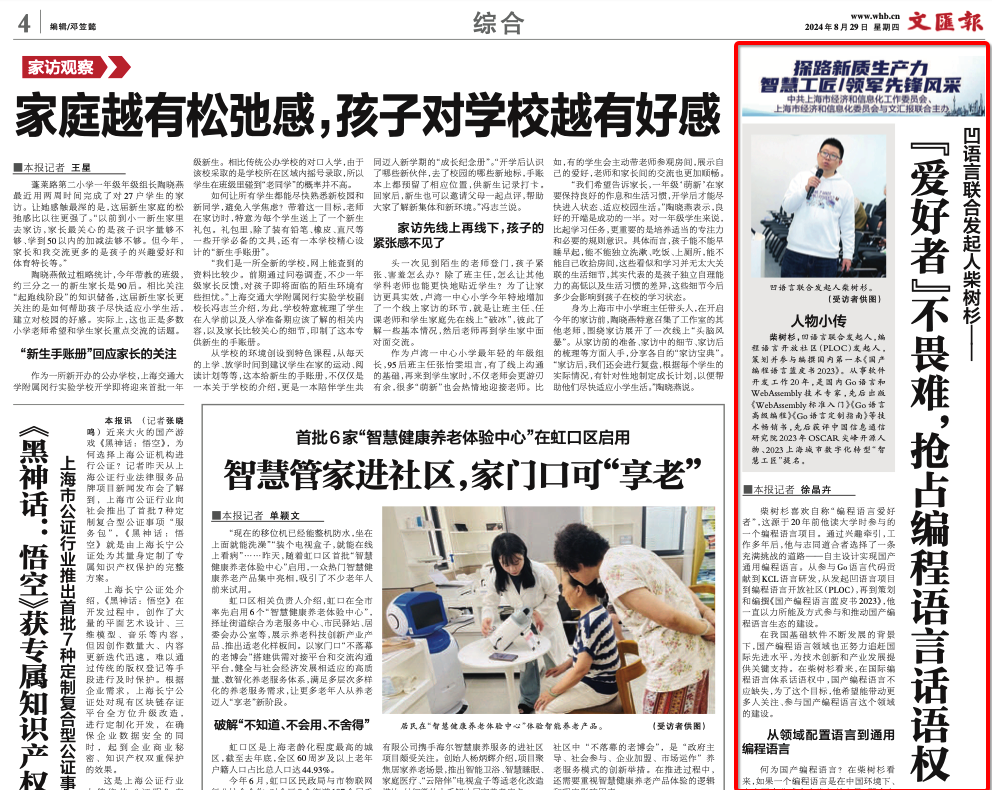 4
编辑/邓笠懿
综合
www.whb.cn
2024年8月29日 星期四
文汇报
家访观察
家庭越有松弛感，孩子对学校越有好感
■本报记者 王星
蓬莱路第二小学一年级年级组长陶晓燕
最近用两周时间完成了对27户学生的家
访。让她感触最深的是，这届新生家庭的松
弛感比以往更强了。“以前到小一新生家里
去家访，家长最关心的是孩子识字量够不
够、学到50以内的加减法够不够。但今年，
家长和我交流更多的是孩子的兴趣爱好和
体育特长等。”
陶晓燕做过粗略统计，今年带教的班级，
约三分之一的新生家长是90后。相比关注
“起跑线阶段”的知识储备，这届新生家长更
关注的是如何帮助孩子尽快适应小学生活，
建立对校园的好感。实际上，这也正是多数
小学老师希望和学生家长重点交流的话题。
“新生手账册”回应家长的关注
作为一所新开办的公办学校，上海交通大
学附属闵行实验学校开学即将迎来首批一年
级新生。相比传统公办学校的对口入学，由于
该校采取的是学校所在区域内摇号录取，所以
学生在班级里碰到“老同学”的概率并不高。
如何让所有学生都能尽快熟悉新校园和
新同学，避免入学焦虑？带着这一目标，老师
在家访时，特意为每个学生送上了一个新生
礼包。礼包里，除了装有铅笔、橡皮、直尺等
一些开学必备的文具，还有一本学校精心设
计的“新生手账册”。
“我们是一所全新的学校，网上能查到的
资料比较少。前期通过问卷调查，不少一年
级家长反馈，对孩子即将面临的陌生环境有
些担忧。”上海交通大学附属闵行实验学校副
校长冯志兰介绍，为此，学校特意梳理了学生
在入学前以及入学准备期应该了解的相关内
容，以及家长比较关心的细节，印制了这本专
供新生的手账册。
从学校的环境创设到特色课程，从每天
的上学、放学时间到建议学生在家的运动、阅
读计划等等，这本给新生的手账册，不仅仅是
一本关于学校的介绍，更是一本陪伴学生共
同迈入新学期的“成长纪念册”。“开学后认识
了哪些新伙伴，去了校园的哪些新地标，手账
本上都预留了相应位置，供新生记录打卡。
回家后，新生也可以邀请父母一起点评，帮助
大家了解新集体和新环境。”冯志兰说。
家访先线上再线下，孩子的
紧张感不见了
头一次见到陌生的老师登门，孩子紧
张、害羞怎么办？除了班主任，怎么让其他
学科老师也能更快地贴近学生？为了让家
访更具实效，卢湾一中心小学今年特地增加
了一个线上家访的环节，就是让班主任、任
课老师和学生家庭先在线上“破冰”，彼此了
解一些基本情况，然后老师再到学生家中面
对面交流。
作为卢湾一中心小学最年轻的年级组
长，95后班主任张怡雯坦言，有了线上沟通
的基础，再来到学生家时，不仅老师会更游刃
有余，很多“萌新”也会热情地迎接老师。比
如，有的学生会主动带老师参观房间，展示自
己的爱好，老师和家长间的交流也更加顺畅。
“我们希望告诉家长，一年级‘萌新’在家
要保持良好的作息和生活习惯，开学后才能尽
快进入状态、适应校园生活。”陶晓燕表示，良
好的开端是成功的一半。对一年级学生来说，
比起学习任务，更重要的是培养适当的专注力
和必要的规则意识。具体而言，孩子能不能早
睡早起，能不能独立洗漱、吃饭、上厕所，能不
能自己收拾房间，这些看似和学习并无太大关
联的生活细节，其实代表的是孩子独立自理能
力的高低以及生活习惯的差异，这些细节今后
多少会影响到孩子在校的学习状态。
身为上海市中小学班主任带头人，在开启
今年的家访前，陶晓燕特意召集了工作室的其
他老师，围绕家访展开了一次线上“头脑风
暴”。从家访前的准备、家访中的细节、家访后
的梳理等方面入手，分享各自的“家访宝典”。
“家访后，我们还会进行复盘，根据每个学生的
实际情况，有针对性地制定成长计划，以便帮
助他们尽快适应小学生活。”陶晓燕说。
《黑神话：悟空》获专属知识产权
上海市公证行业推出首批7种定制复合型公证事
本报讯 （记者张晓
鸣）近来大火的国产游
戏《黑神话：悟空》，为
何选择上海公证机构进
行公证？记者昨天从上
海公证行业法律服务品
牌项目新闻发布会了解
到，上海市公证行业向
社会推出了首批7种定
制复合型公证事项“服
务包”，《黑神话：悟
空》就是由上海长宁公
证处为其量身定制了专
属知识产权保护的完整
方案。
上海长宁公证处介
绍，《黑神话：悟空》在
开发过程中，创作了大
量的平面艺术设计、三
维模型、音乐等内容，
但因创作数量大、内容
更新迭代迅速，难以通
过传统的版权登记等手
段进行及时保护。根据
企业需求，上海长宁公
证处对现有区块链存证
平台全方位升级改造，
进行定制化开发，在确
保企业数据安全的同
时，起到企业商业秘
密、知识产权双重保护
的效果。
这是上海公证行业
首批6家“智慧健康养老体验中心”在虹口区启用
智慧管家进社区，家门口可“享老”
■本报记者 单颖文
“现在的移位机已经能整机防水，坐在
上面就能洗澡”“装个电视盒子，就能在线
上看病”……昨天，随着虹口区首批“智慧
健康养老体验中心”启用，一众热门智慧健
康养老产品集中亮相，吸引了不少老年人
前来试用。
虹口区相关负责人介绍，虹口在全市
率先启用6个“智慧健康养老体验中心”，
择址街道综合为老服务中心、市民驿站、居
委会办公室等，展示养老科技创新产业产
品、推出适老化样板间。以家门口“不落幕
的老博会”搭建供需对接平台和交流沟通
平台，健全与社会经济发展相适应的高质
量、数智化养老服务体系，满足多层次多样
化的养老服务需求，让更多老年人从养老
迈入“享老”新阶段。
破解“不知道、不会用、不舍得”
虹口区是上海老龄化程度最高的城
区，截至去年底，全区60周岁及以上老年
户籍人口占比总人口达44.93%。
今年6月，虹口区民政局与市物联网
居民在“智慧健康养老体验中心”体验智能养老产品。 （受访者供图）
有限公司携手海尔智慧康养服务的进社区
项目颇受关注。创始人杨炳辉介绍，项目聚
焦居家养老场景，推出智能卫浴、智慧睡眠、
家庭医疗、“云陪伴”电视盒子等适老化改造
社区中“不落幕的老博会”，是“政府主
导、社会参与、企业加盟、市场运作”养
老服务模式的创新举措。在推进过程中，
还需要重视智慧健康养老产品体验的逻辑
探路新质生产力
智慧工匠/领军先锋风采
中共上海市经济和信息化工作委员会、
上海市经济和信息化委员会与文汇报联合主办
凹语言联合发起人柴树杉——
『爱好者』不畏难，抢占编程语言话语权
凹语言联合发起人柴树杉。
（受访者供图）
人物小传
柴树杉，凹语言联合发起人，编
程语言开放社区(PLOC)发起人，
策划并参与编撰国内第一本《国产
编程语言蓝皮书2023》。从事软件
开发工作20年，是国内Go语言和
WebAssembly技术专家，先后出版
《WebAssembly标准入门》《Go语言
高级编程》《Go语言定制指南》等技
术畅销书，先后获评中国信息通信
研究院2023年OSCAR尖峰开源人
物、2023上海城市数字化转型“智
慧工匠”提名。
■本报记者 徐晶卉
柴树杉喜欢自称“编程语言爱好
者”，这源于20年前他读大学时参与的
一个编程语言项目。通过兴趣牵引，工
作多年后，他与志同道合者选择了一条
充满挑战的道路——自主设计实现国产
通用编程语言。从参与Go语言代码贡
献到KCL语言研发，从发起凹语言项目
到编程语言开放社区(PLOC)，再到策划
和编撰《国产编程语言蓝皮书2023》，他
一直以力所能及方式参与和推动国产编
程语言生态的建设。
在我国基础软件不断发展的背景
下，国产编程语言领域也正努力追赶国
际先进水平，为技术创新和产业发展提
供关键支持。在柴树杉看来，在国际编
程语言体系话语权中，国产编程语言不
应缺失，为了这个目标，他希望能带动更
多人关注、参与国产编程语言这个领域
的建设。
从领域配置语言到通用
编程语言
何为国产编程语言？在柴树杉看
来，如果一个编程语言是在中国环境下、